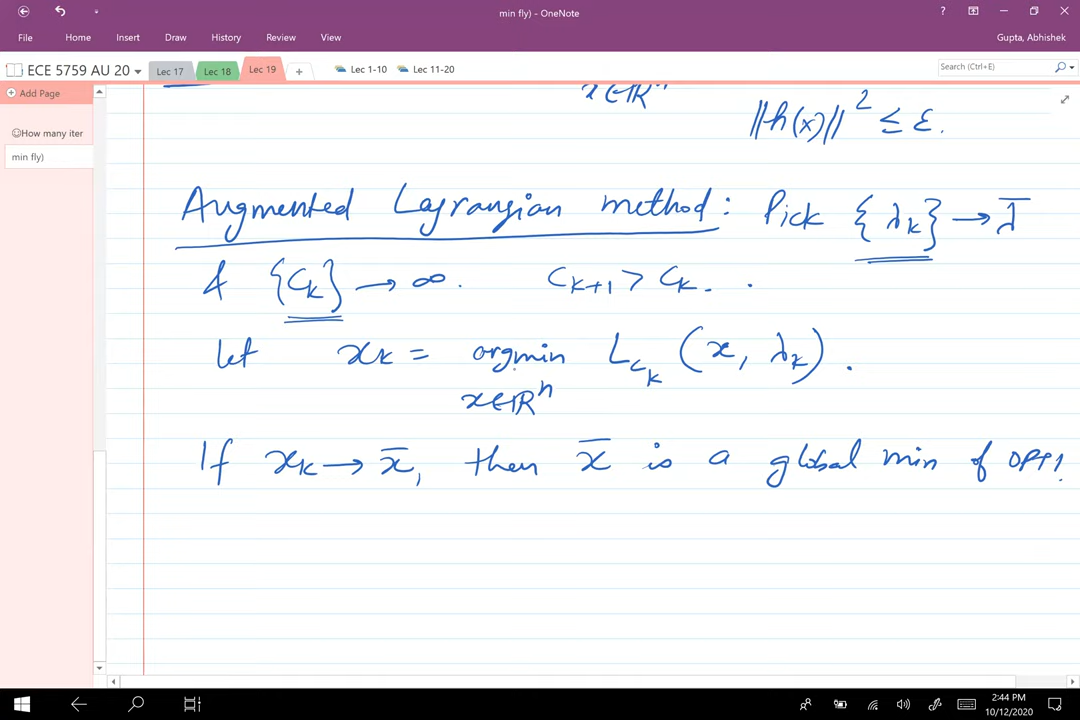 min fly) - OneNote
File Home Insert Draw History Review View
Gupta, Abhishek
ECE 5759 AU 20
Lec 17
Lec 18
Lec 19
+
Lec 1-10
Lec 11-20
Search (Ctrl+E)
Add Page
How many iter
min fly)
x∈ℝⁿ
||h(x)||² ≤ ε.
Augmented Lagrangian method: Pick {λₖ} → λ̄
& {Cₖ} → ∞. Cₖ₊₁ > Cₖ.
let xₖ = argmin L_{cₖ} (x, λₖ).
x∈ℝⁿ
If xₖ → x̄, then x̄ is a global min of OPT1.
2:44 PM
10/12/2020